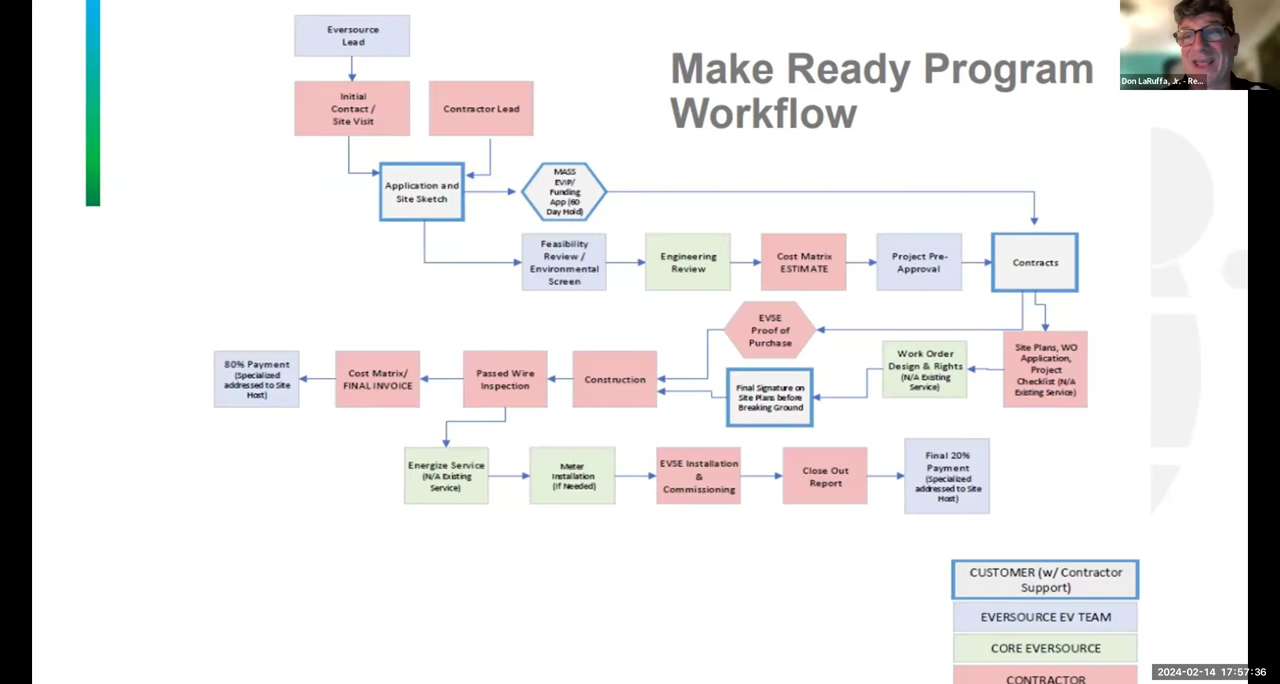 Eversource
Lead
Make Ready Program
Workflow
Don LaRuffa, Jr. - Re...
Initial
Contact /
Site Visit
Contractor Lead
Application and
Site Sketch
MASS
EVIP/
Funding
App (60
Day Hold)
Feasibility
Review /
Environmental
Screen
Engineering
Review
Cost Matrix
ESTIMATE
Project Pre-
Approval
Contracts
EVSE
Proof of
Purchase
80% Payment
(Specialized
addressed to Site
Host)
Cost Matrix/
FINAL INVOICE
Passed Wire
Inspection
Construction
Final Signature on
Site Plans before
Breaking Ground
Work Order
Design & Rights
(N/A Existing
Service)
Site Plans, WO
Application,
Project
Checklist (N/A
Existing Service)
Energize Service
(N/A Existing
Service)
Meter
Installation
(if Needed)
EVSE Installation
&
Commissioning
Close Out
Report
Final 20%
Payment
(Specialized
addressed to Site
Host)
CUSTOMER (w/ Contractor
Support)
EVERSOURCE EV TEAM
CORE EVERSOURCE
CONTRACTOR
2024-02-14 17:57:36